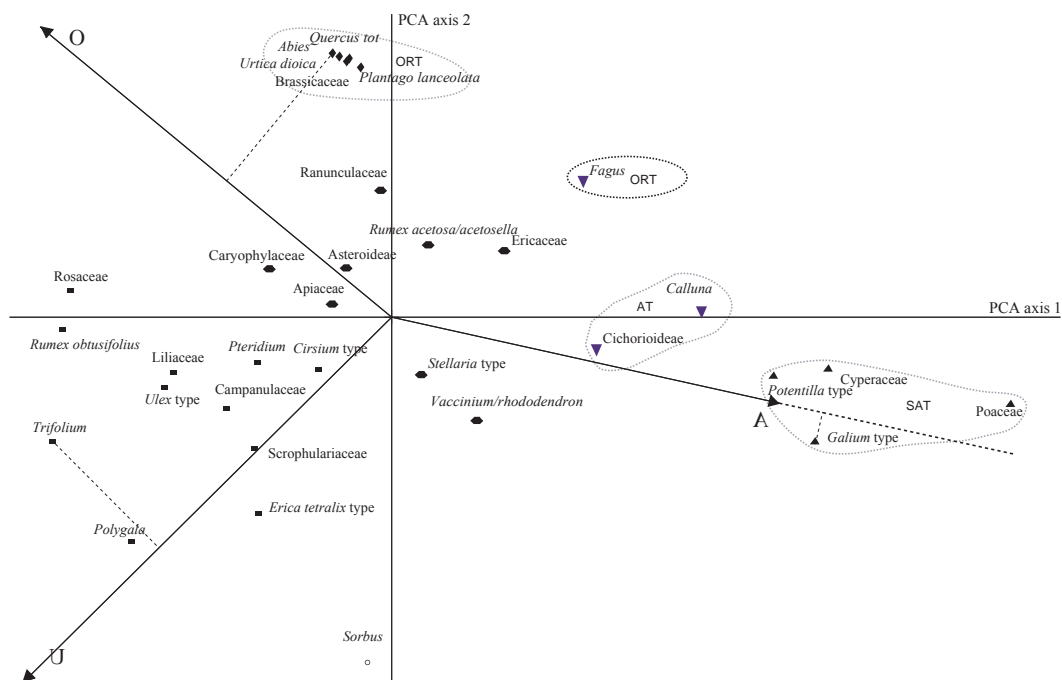 PCA axis 2
O
Quercus tot
Abies
ORT
Urtica dioica
Plantago lanceolata
Brassicaceae
Ranunculaceae
Fagus
ORT
Rumex acetosa/acetosella
Ericaceae
Caryophylaceae
Asteroideae
Rosaceae
Apiaceae
Calluna
AT
PCA axis 1
Rumex obtusifolius
Pteridium
Cirsium type
Cichorioideae
Liliaceae
Stellaria type
Cyperaceae
Potentilla type
Ulex type
Campanulaceae
Vaccinium/rhododendron
SAT
Poaceae
A
Trifolium
Galium type
Scrophulariaceae
Erica tetralix type
Polygala
Sorbus
U